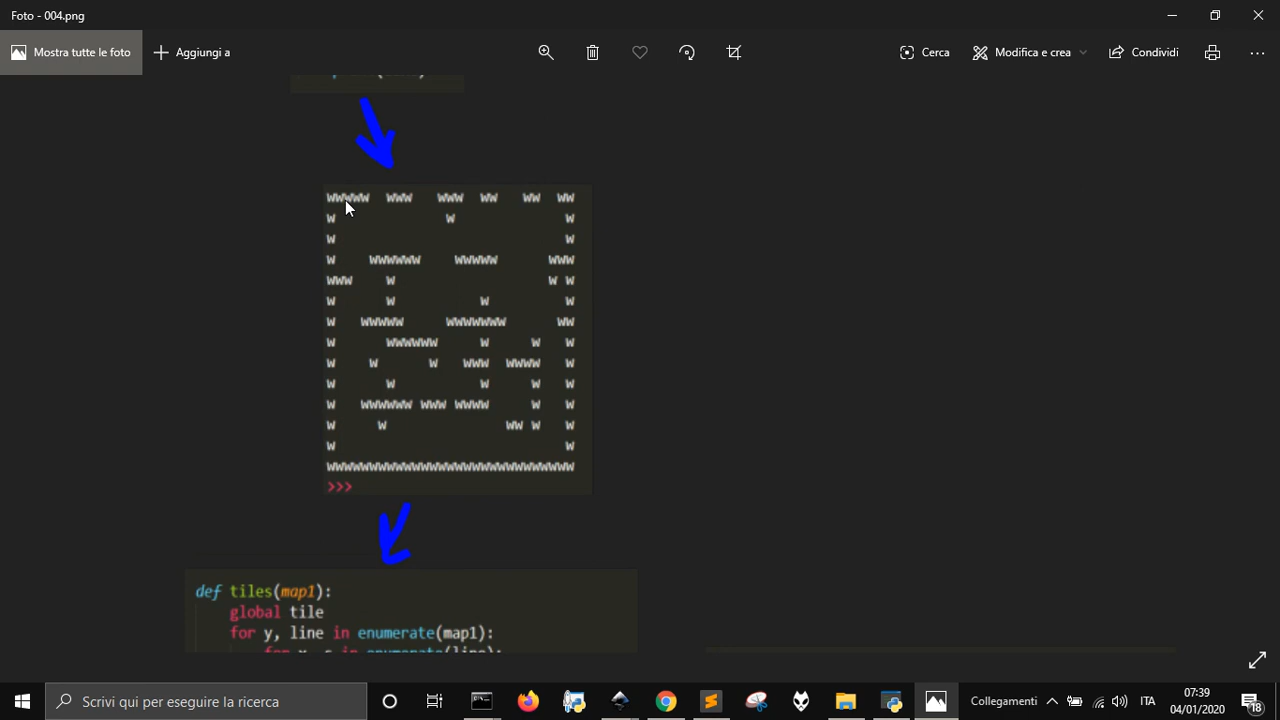 Foto - 004.png
Mostra tutte le foto
Aggiungi a
Cerca
Modifica e crea
Condividi
wwwww  www   www  ww   ww  ww
w             w             w
w                           w
w    wwwwww    wwwww      www
www    w                  w w
w      w          w         w
w   wwwww     wwwwwww      ww
w      wwwwww     w     w   w
w    w      w   www  wwww   w
w      w          w     w   w
w   wwwwww www wwww     w   w
w     w              ww w   w
w                           w
wwwwwwwwwwwwwwwwwwwwwwwwwwwww
>>>
def tiles(map1):
global tile
for y, line in enumerate(map1):
Scrivi qui per eseguire la ricerca
Collegamenti
ITA
07:39
04/01/2020
18